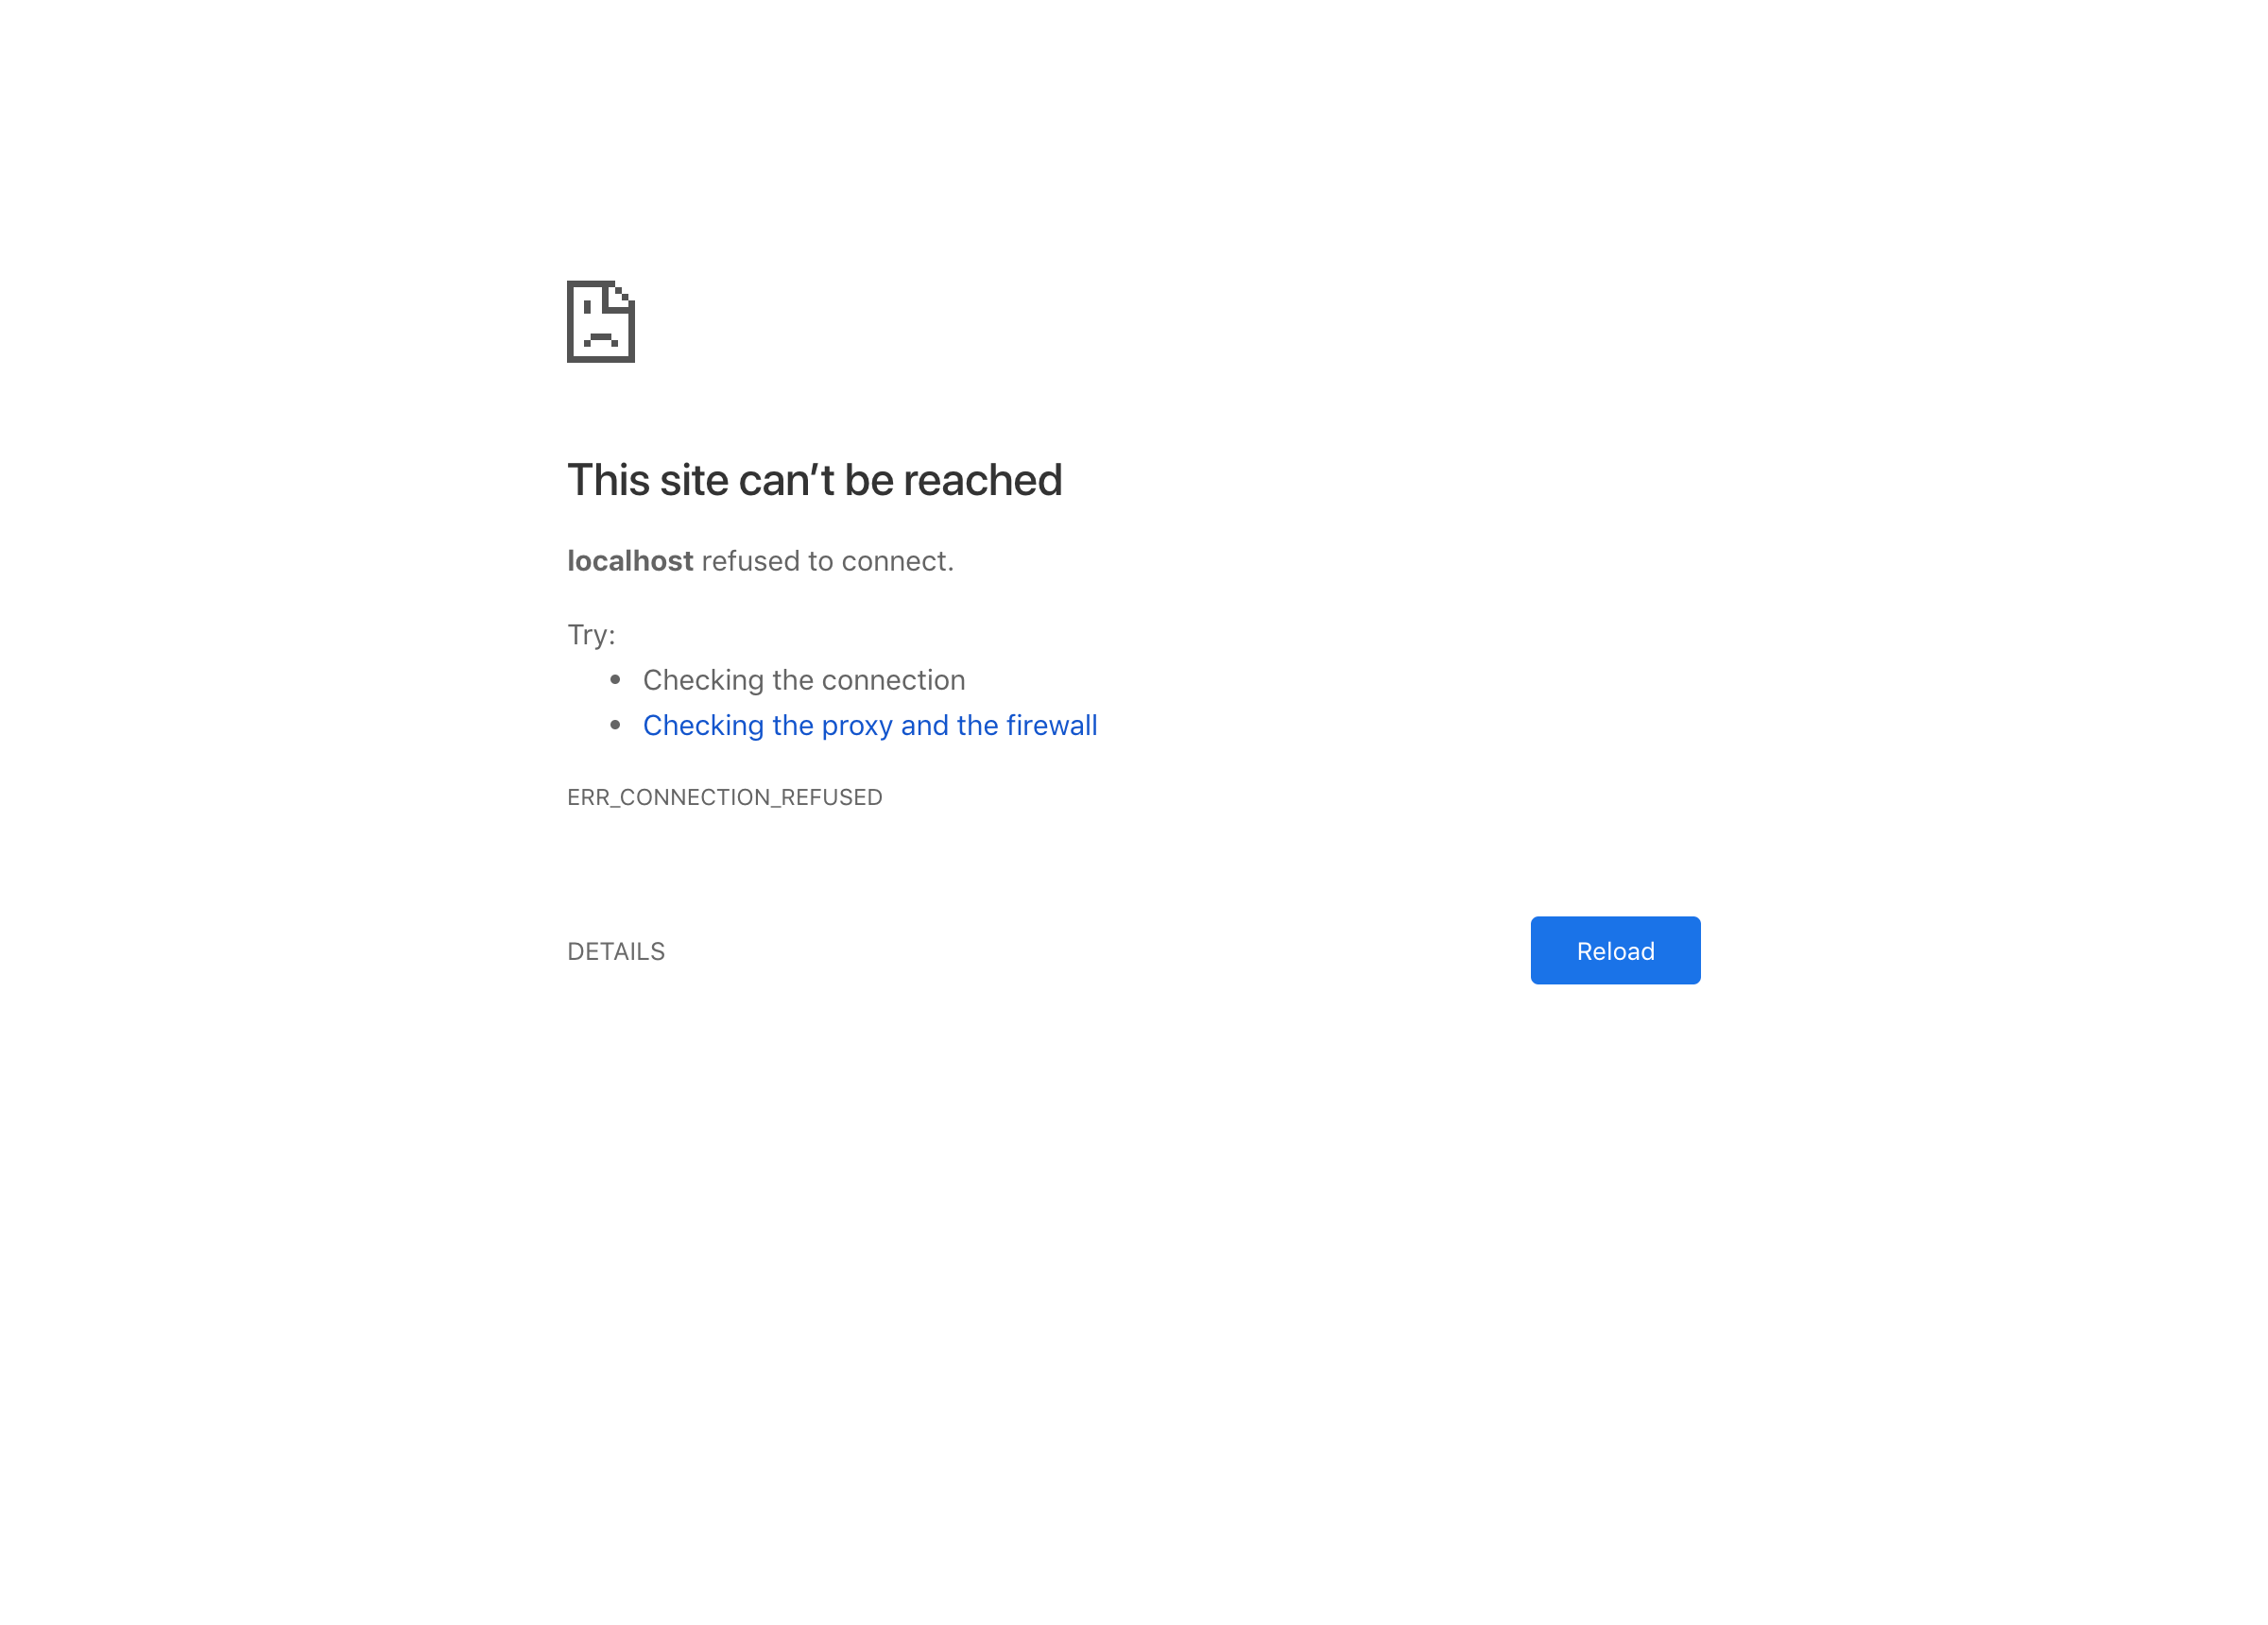 This site can’t be reached
localhost refused to connect.
Try:
• Checking the connection
• Checking the proxy and the firewall
ERR_CONNECTION_REFUSED
DETAILS
Reload